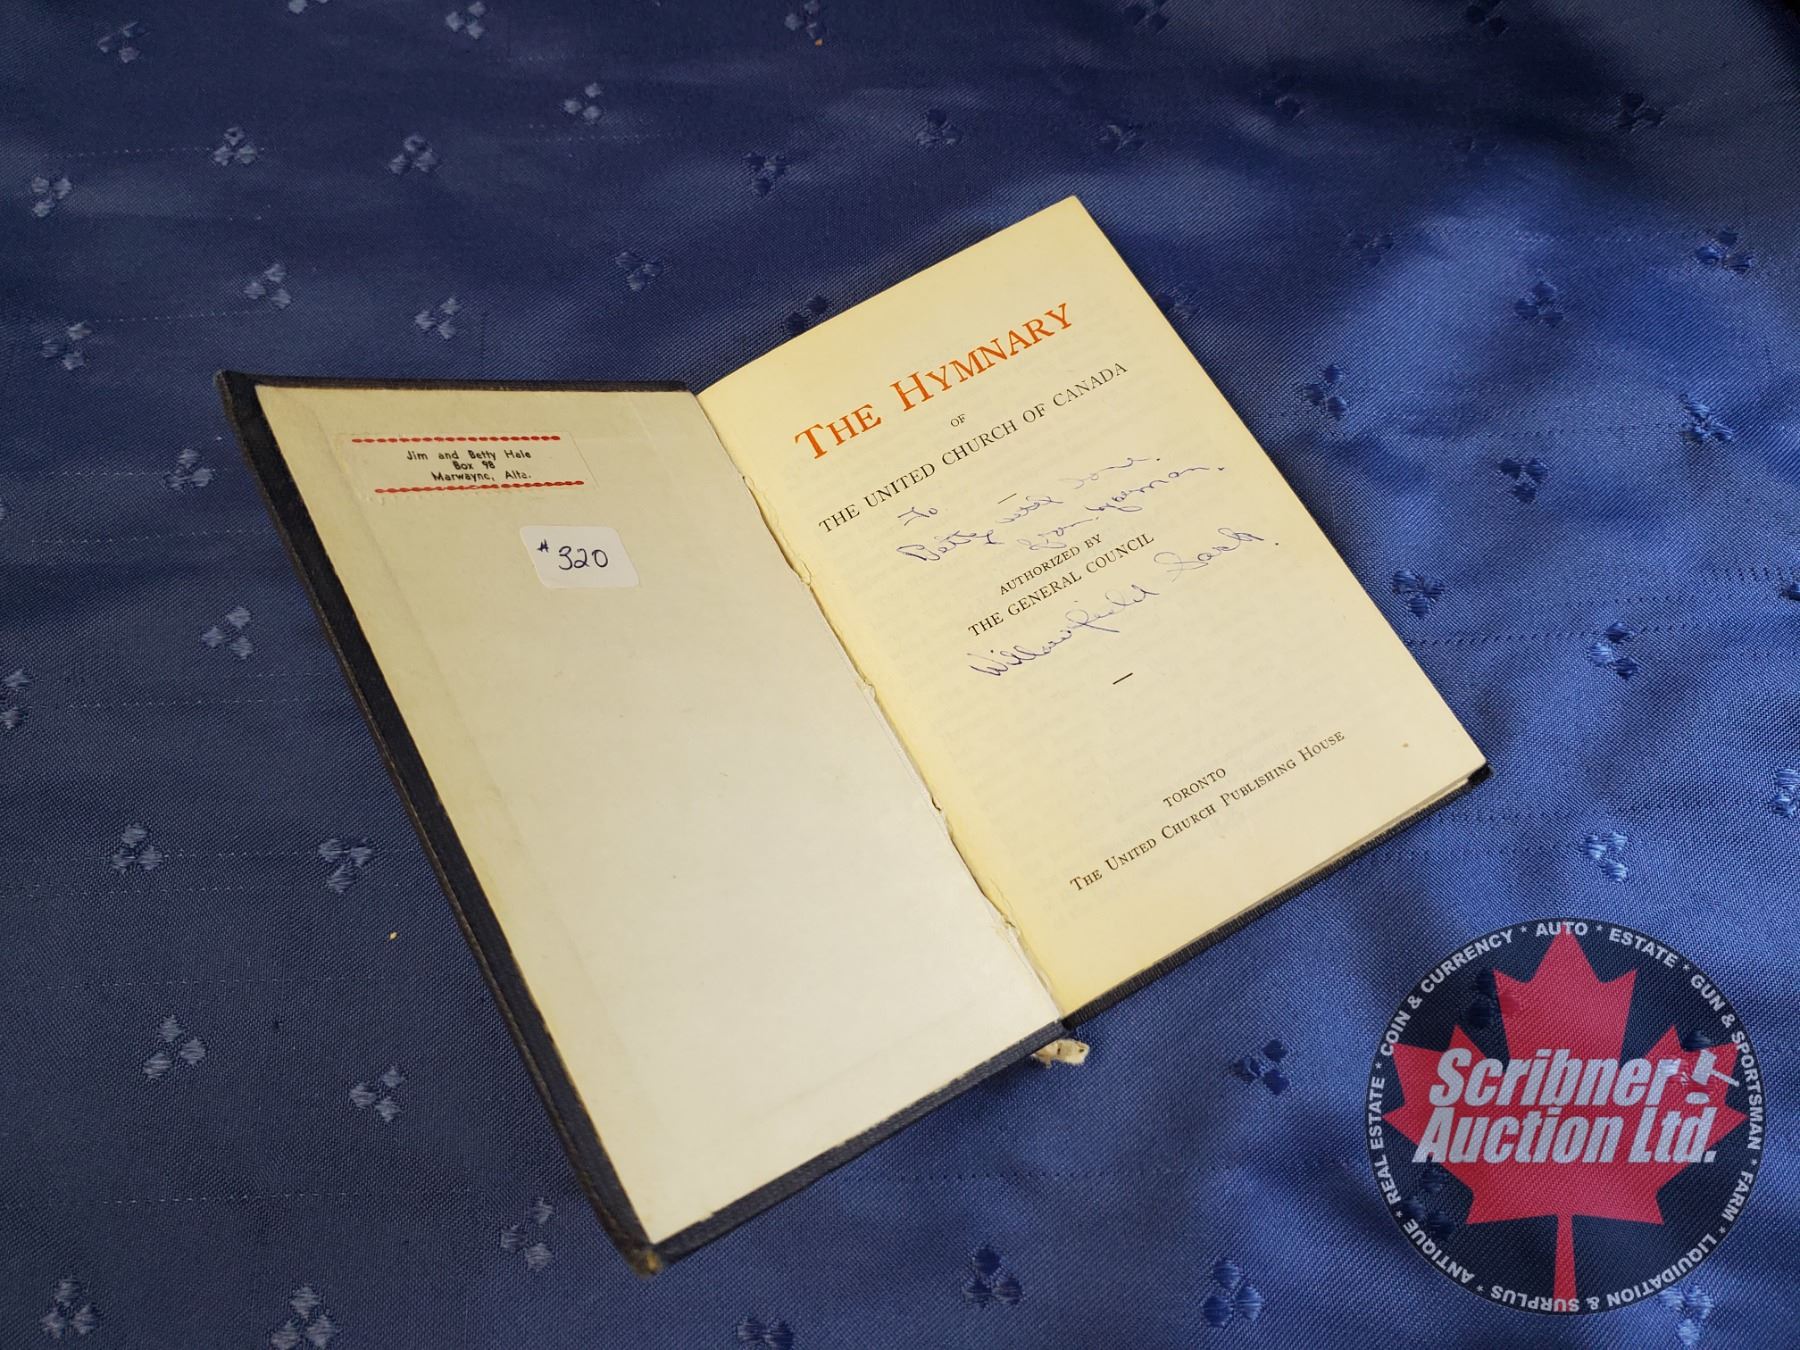 Jim and Betty Hale
Box 98
Marwayne, Alta.
# 320
THE HYMNARY
OF
THE UNITED CHURCH OF CANADA
To
Betty with Love.
from
AUTHORIZED BY
THE GENERAL COUNCIL
Sask.
TORONTO
THE UNITED CHURCH PUBLISHING HOUSE
Scribner
Auction Ltd.
* COIN & CURRENCY * AUTO * ESTATE * GUN & SPORTSMAN * FARM * LIQUIDATION & SURPLUS * ANTIQUE * REAL ESTATE